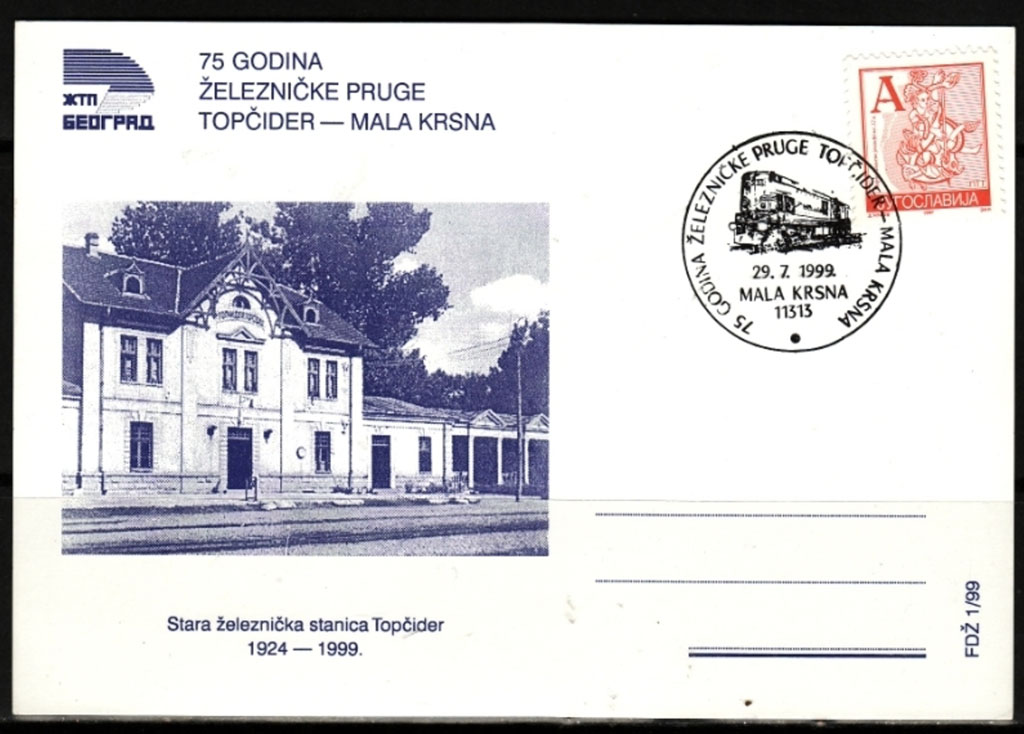 ЖТП
БЕОГРАД
75 GODINA
ŽELEZNIČKE PRUGE
TOPČIDER — MALA KRSNA
A
ЈУГОСЛАВИЈА
75 GODINA ŽELEZNIČKE PRUGE TOPČIDER – MALA KRSNA
29. 7. 1999.
MALA KRSNA
11313
Stara železnička stanica Topčider
1924 — 1999.
FDŽ 1/99